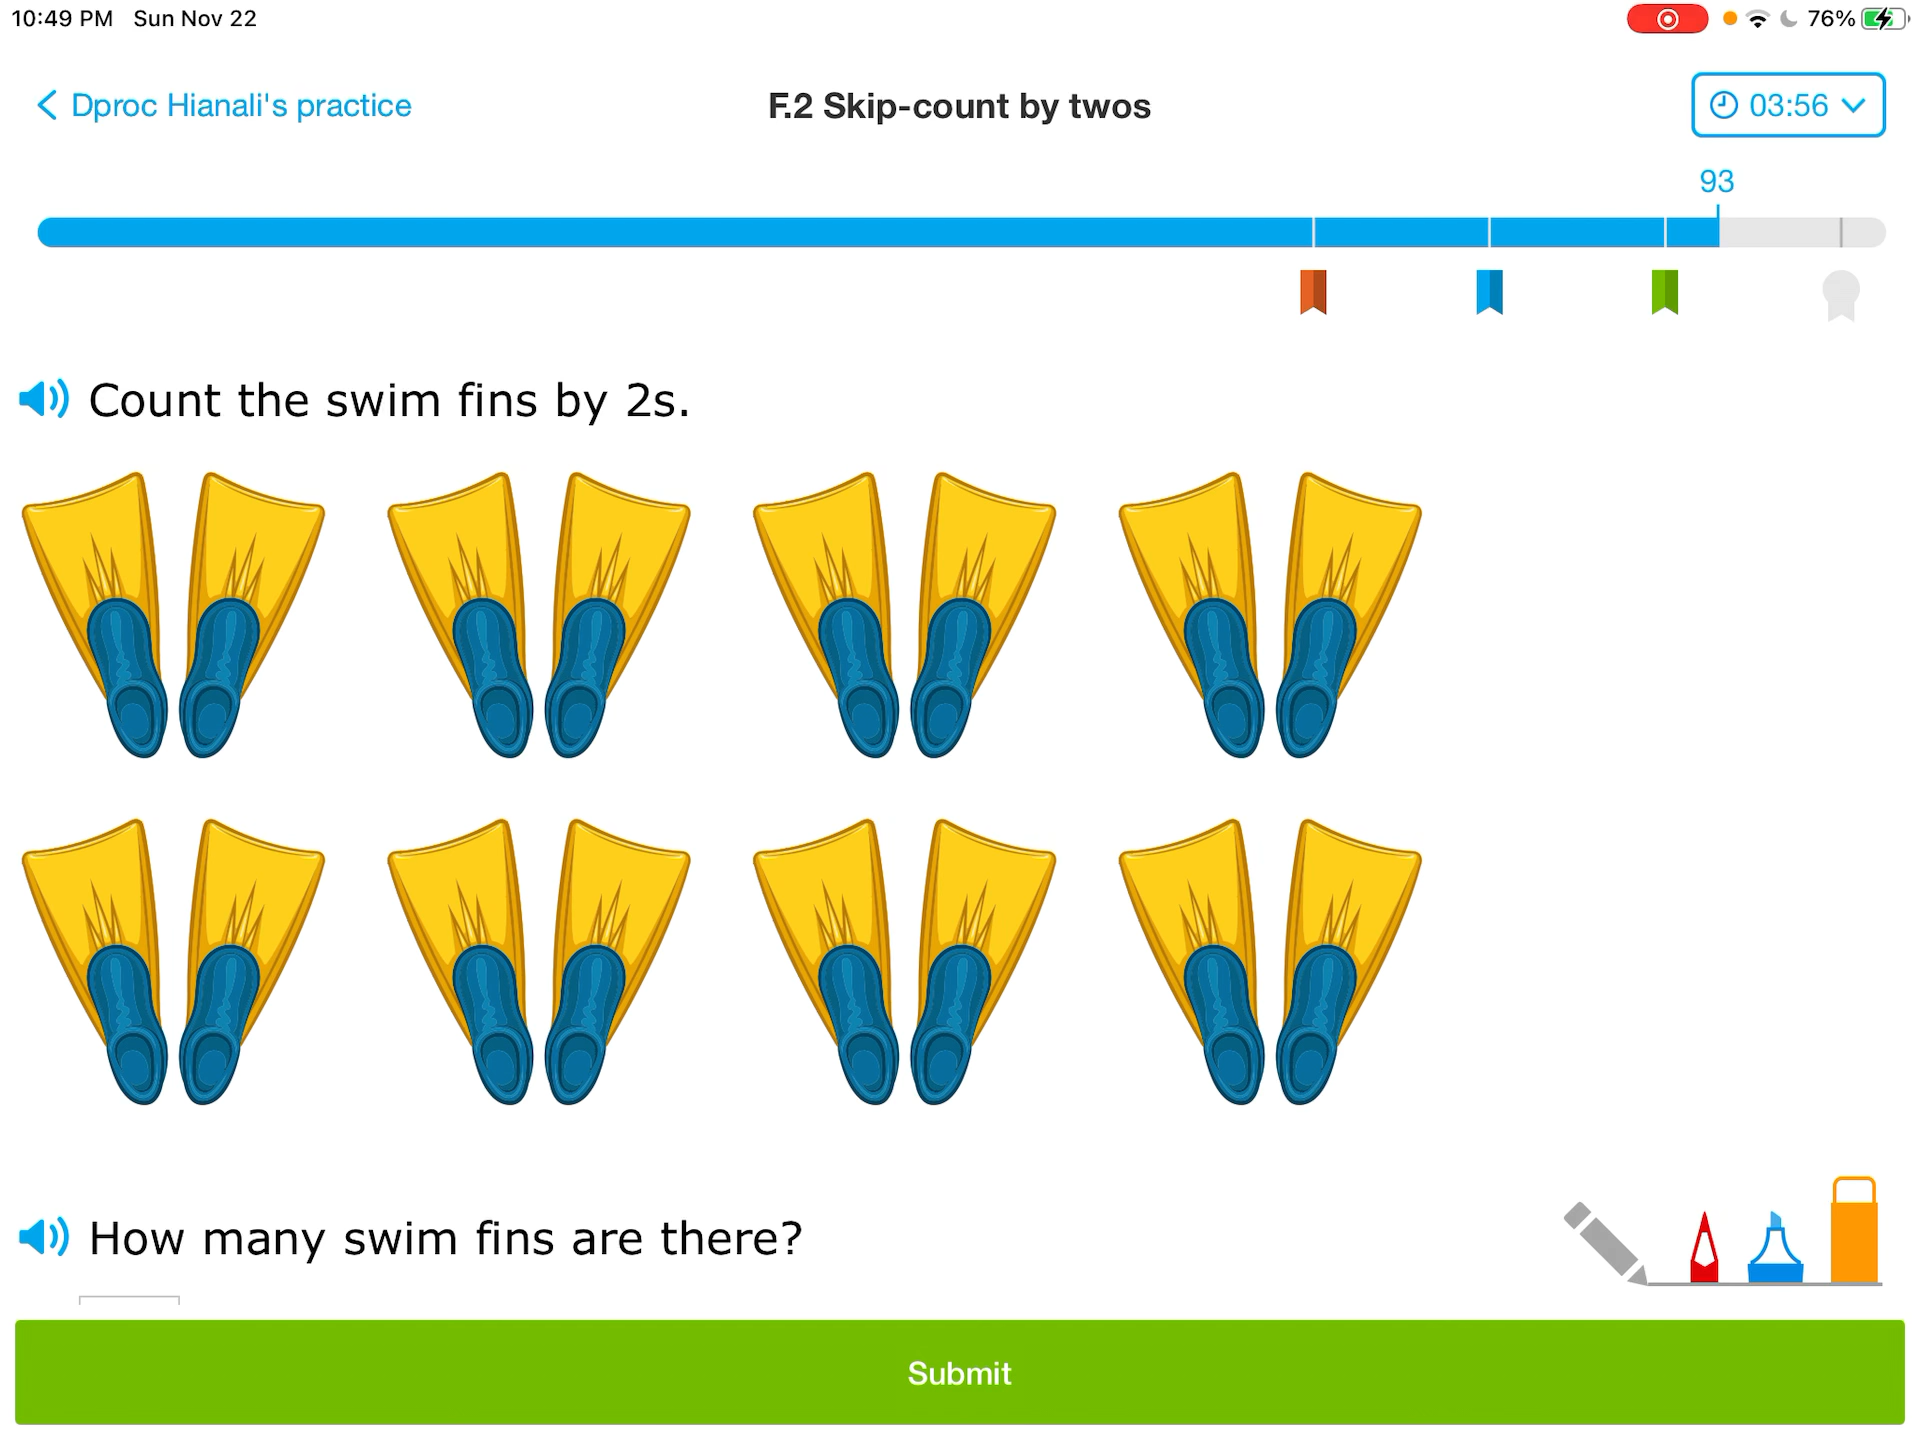 10:49 PM Sun Nov 22 76%
Dproc Hianali's practice F.2 Skip-count by twos 03:56
93
Count the swim fins by 2s.
How many swim fins are there?
Submit